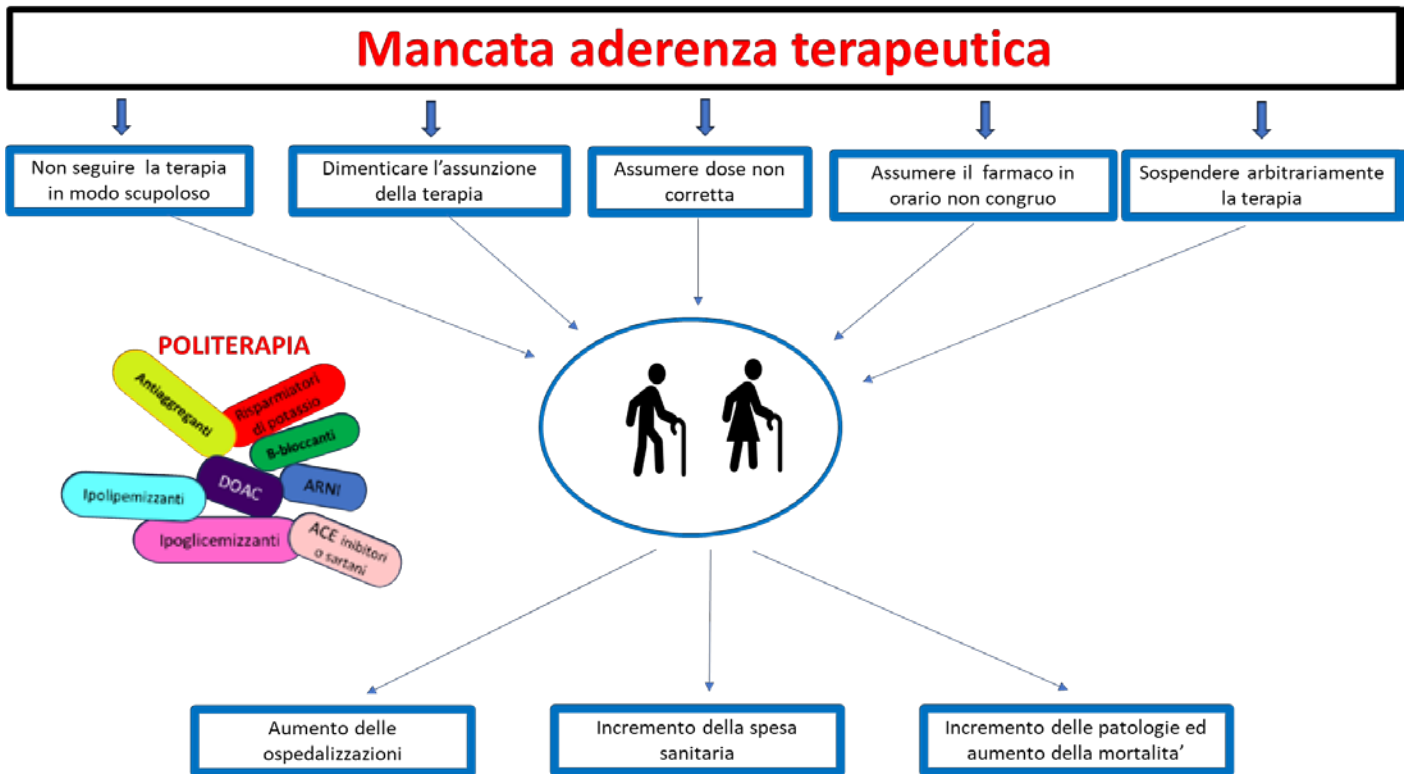 Mancata aderenza terapeutica
Non seguire la terapia
in modo scupoloso
Dimenticare l'assunzione
della terapia
Assumere dose non
corretta
Assumere il farmaco in
orario non congruo
Sospendere arbitrariamente
la terapia
POLITERAPIA
Antiaggreganti
Risparmiatori
di potassio
B-bloccanti
DOAC
ARNI
Ipolipemizzanti
Ipoglicemizzanti
ACE inibitori
o sartani
Aumento delle
ospedalizzazioni
Incremento della spesa
sanitaria
Incremento delle patologie ed
aumento della mortalita'